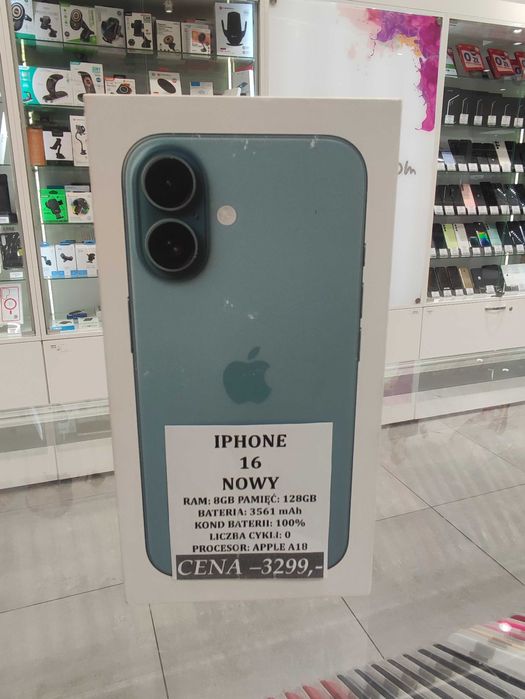 IPHONE
16
NOWY
RAM: 8GB PAMIĘĆ: 128GB
BATERIA: 3561 mAh
KOND BATERII: 100%
LICZBA CYKLI: 0
PROCESOR: APPLE A18
CENA –3299,-